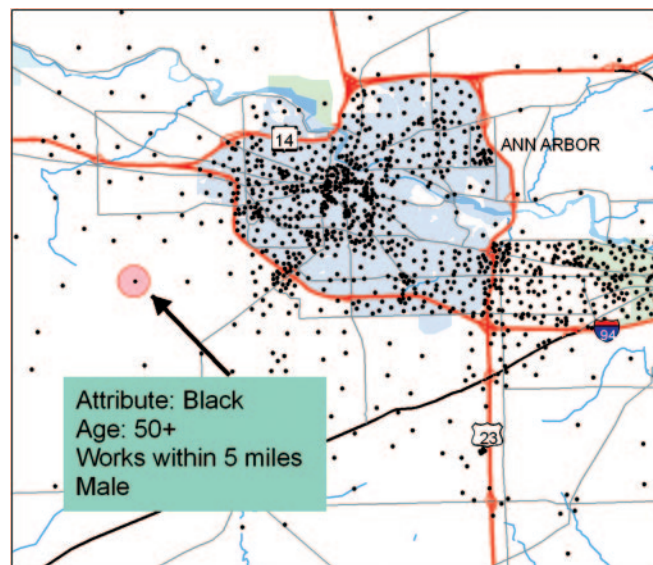 14
ANN ARBOR
94
Attribute: Black
Age: 50+
Works within 5 miles
Male
23